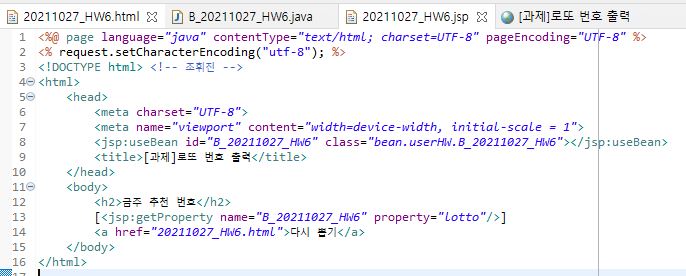 20211027_HW6.html B_20211027_HW6.java 20211027_HW6.jsp [과제]로또 번호 출력
1 <%@ page language="java" contentType="text/html; charset=UTF-8" pageEncoding="UTF-8" %>
2 <% request.setCharacterEncoding("utf-8"); %>
3 <!DOCTYPE html> <!-- 조휘진 -->
4 <html>
5 <head>
6 <meta charset="UTF-8">
7 <meta name="viewport" content="width=device-width, initial-scale = 1">
8 <jsp:useBean id="B_20211027_HW6" class="bean.userHW.B_20211027_HW6"></jsp:useBean>
9 <title>[과제]로또 번호 출력</title>
10 </head>
11 <body>
12 <h2>금주 추천 번호</h2>
13 [<jsp:getProperty name="B_20211027_HW6" property="lotto"/>]
14 <a href="20211027_HW6.html">다시 뽑기</a>
15 </body>
16 </html>
17